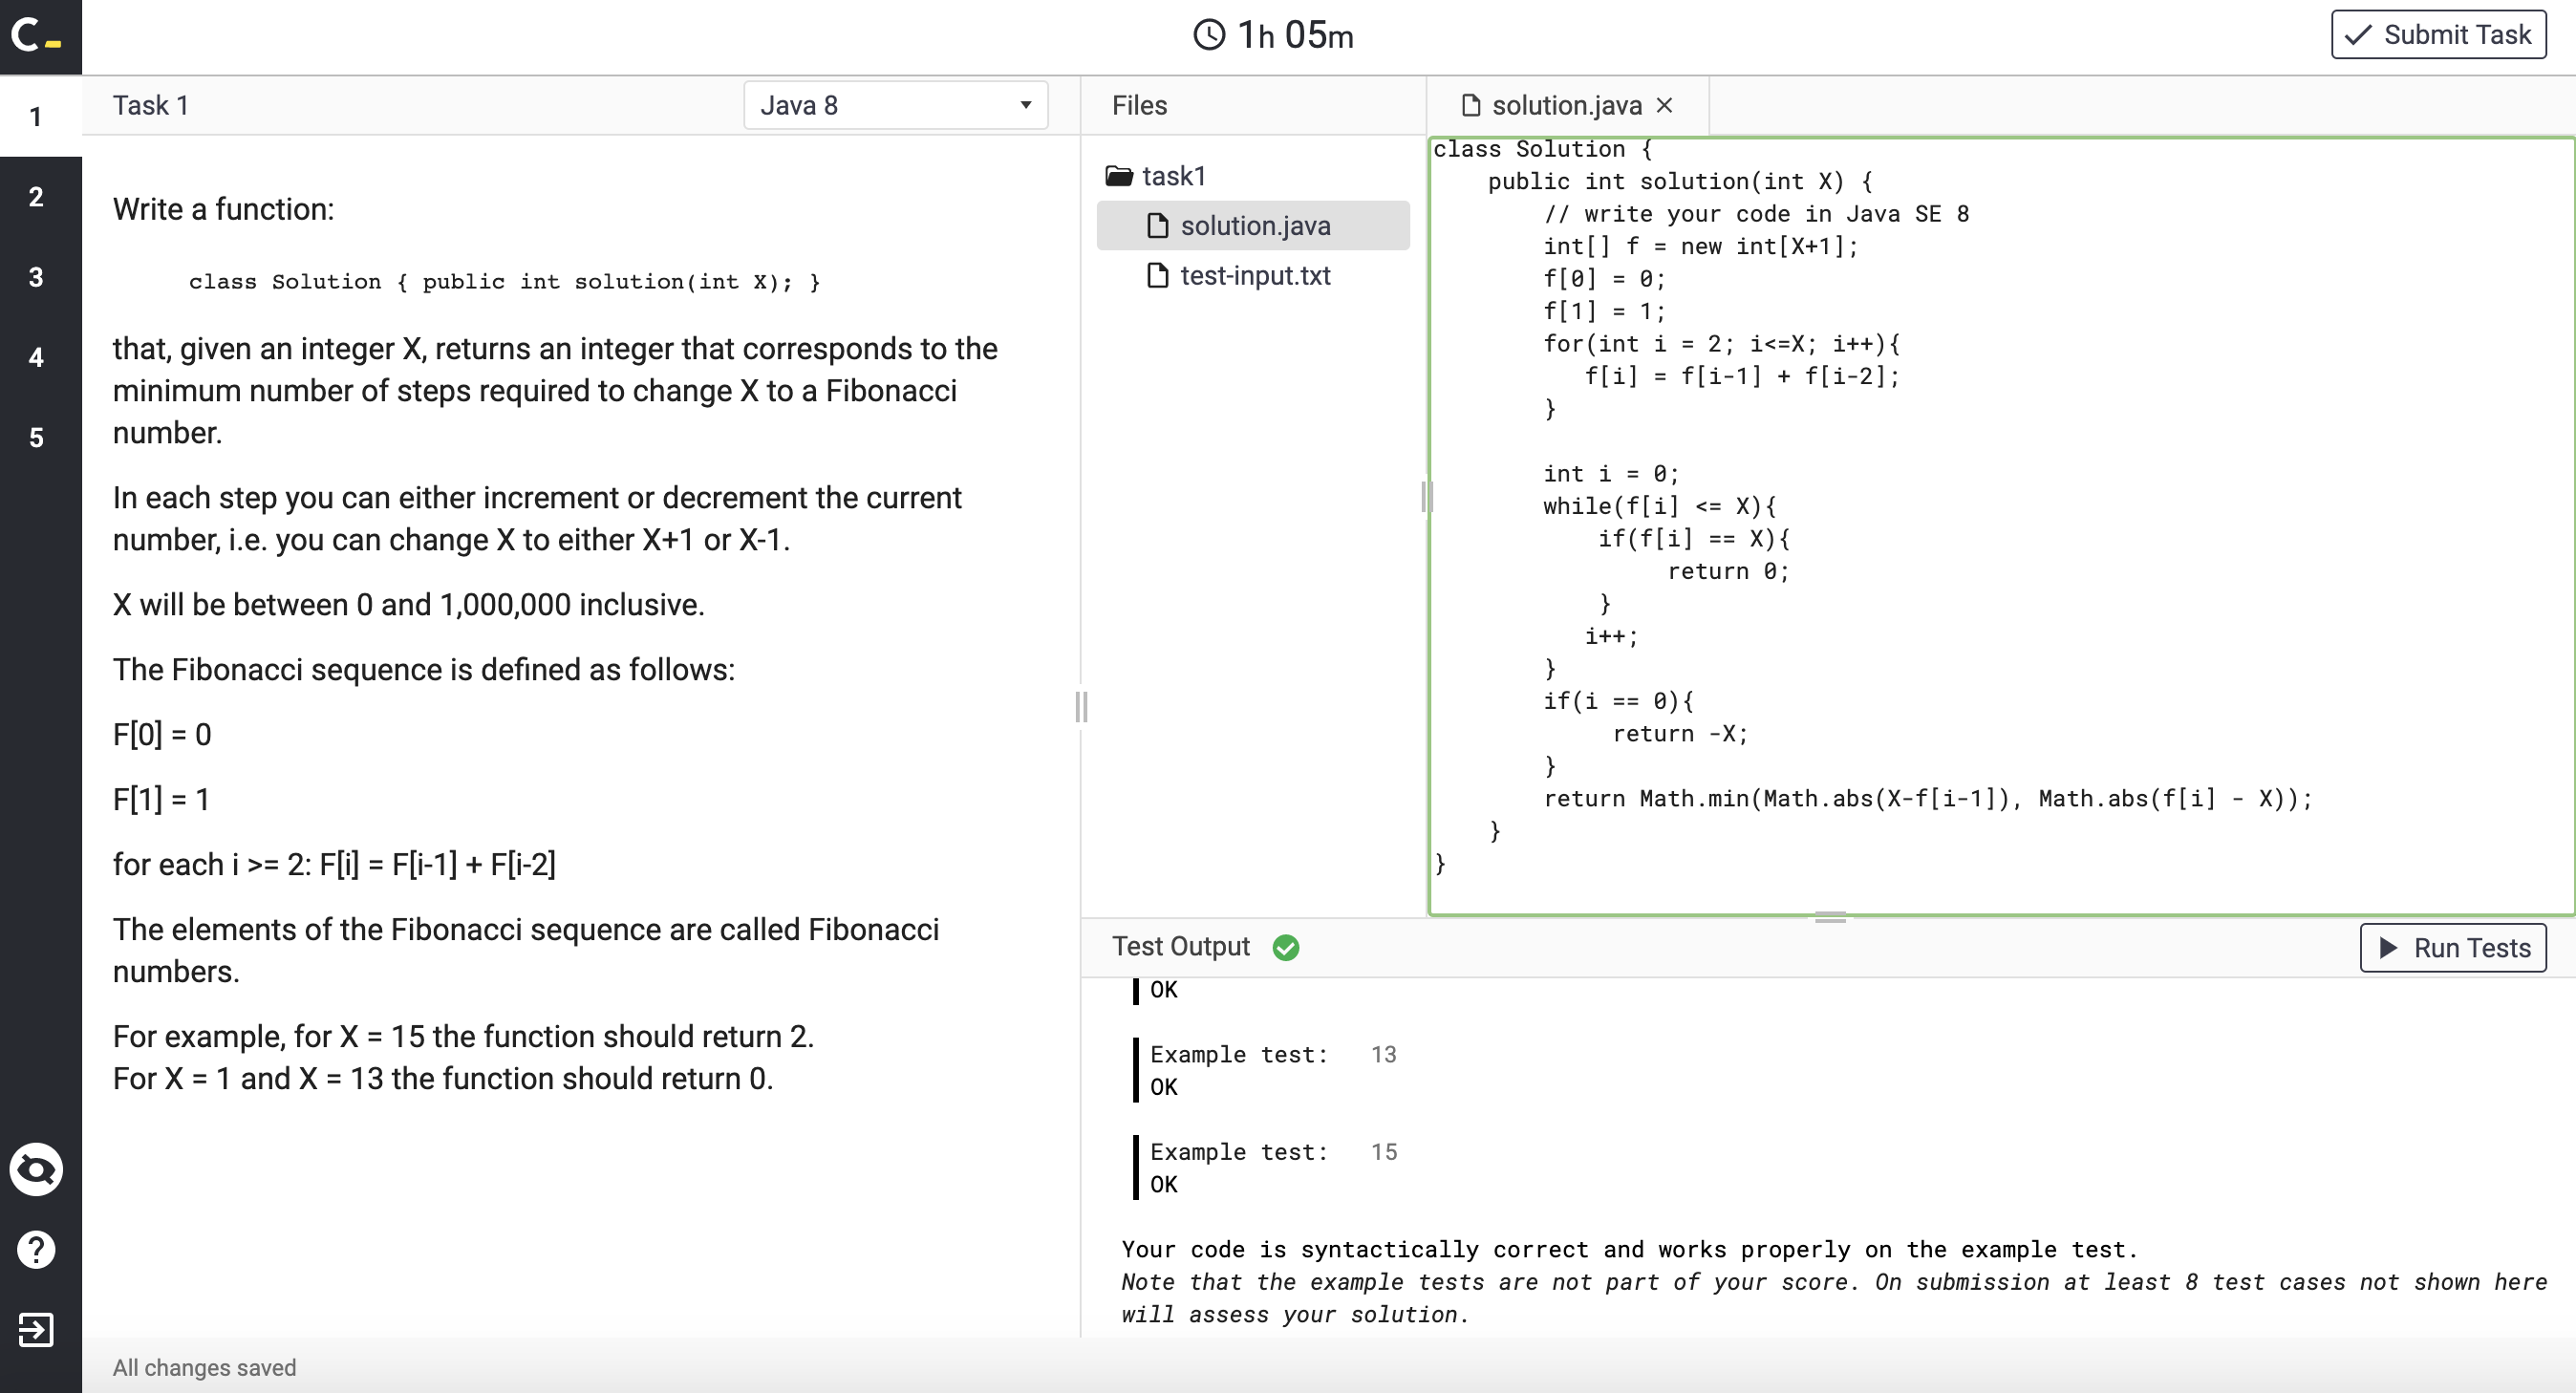 C_
1h 05m
Submit Task
1
2
3
4
5
Task 1
Java 8
Write a function:
class Solution { public int solution(int X); }
that, given an integer X, returns an integer that corresponds to the
minimum number of steps required to change X to a Fibonacci
number.
In each step you can either increment or decrement the current
number, i.e. you can change X to either X+1 or X-1.
X will be between 0 and 1,000,000 inclusive.
The Fibonacci sequence is defined as follows:
F[0] = 0
F[1] = 1
for each i >= 2: F[i] = F[i-1] + F[i-2]
The elements of the Fibonacci sequence are called Fibonacci
numbers.
For example, for X = 15 the function should return 2.
For X = 1 and X = 13 the function should return 0.
All changes saved
Files
task1
solution.java
test-input.txt
solution.java
class Solution {
public int solution(int X) {
// write your code in Java SE 8
int[] f = new int[X+1];
f[0] = 0;
f[1] = 1;
for(int i = 2; i<=X; i++){
f[i] = f[i-1] + f[i-2];
}
int i = 0;
while(f[i] <= X){
if(f[i] == X){
return 0;
}
i++;
}
if(i == 0){
return -X;
}
return Math.min(Math.abs(X-f[i-1]), Math.abs(f[i] - X));
}
}
Test Output
Run Tests
OK
Example test: 13
OK
Example test: 15
OK
Your code is syntactically correct and works properly on the example test.
Note that the example tests are not part of your score. On submission at least 8 test cases not shown here
will assess your solution.